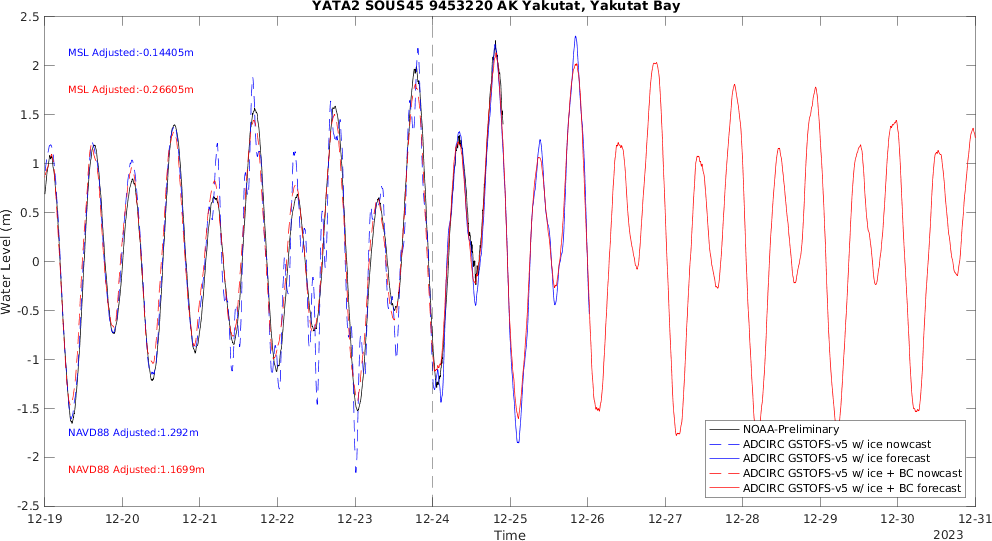 YATA2 SOUS45 9453220 AK Yakutat, Yakutat Bay
2.5
2
1.5
1
0.5
0
-0.5
-1
-1.5
-2
-2.5
Water Level (m)
MSL Adjusted:-0.14405m
MSL Adjusted:-0.26605m
NAVD88 Adjusted:1.292m
NAVD88 Adjusted:1.1699m
NOAA-Preliminary
ADCIRC GSTOFS-v5 w/ ice nowcast
ADCIRC GSTOFS-v5 w/ ice forecast
ADCIRC GSTOFS-v5 w/ ice + BC nowcast
ADCIRC GSTOFS-v5 w/ ice + BC forecast
12-19 12-20 12-21 12-22 12-23 12-24 12-25 12-26 12-27 12-28 12-29 12-30 12-31
Time
2023